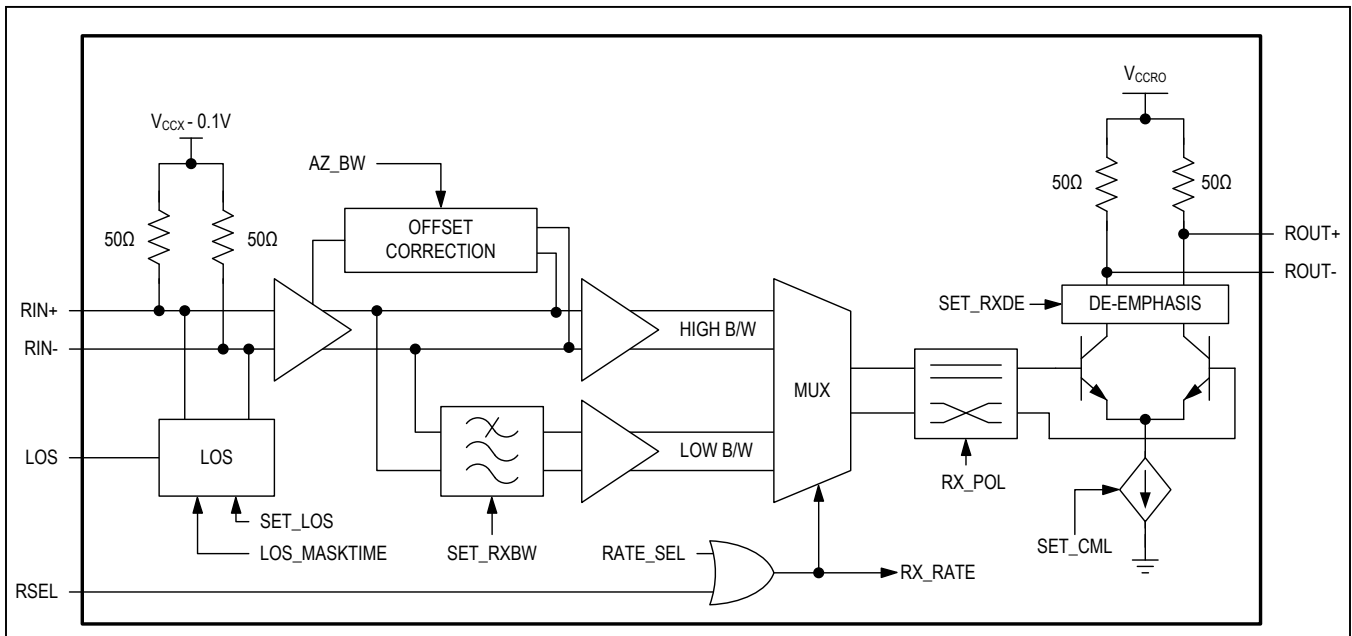 VCCRO
VCCX - 0.1V
AZ_BW
50Ω
50Ω
OFFSET
CORRECTION
50Ω
50Ω
ROUT+
ROUT-
RIN+
SET_RXDE
DE-EMPHASIS
HIGH B/W
RIN-
MUX
LOS
LOS
LOW B/W
RX_POL
SET_LOS
LOS_MASKTIME
SET_RXBW
RATE_SEL
SET_CML
RX_RATE
RSEL